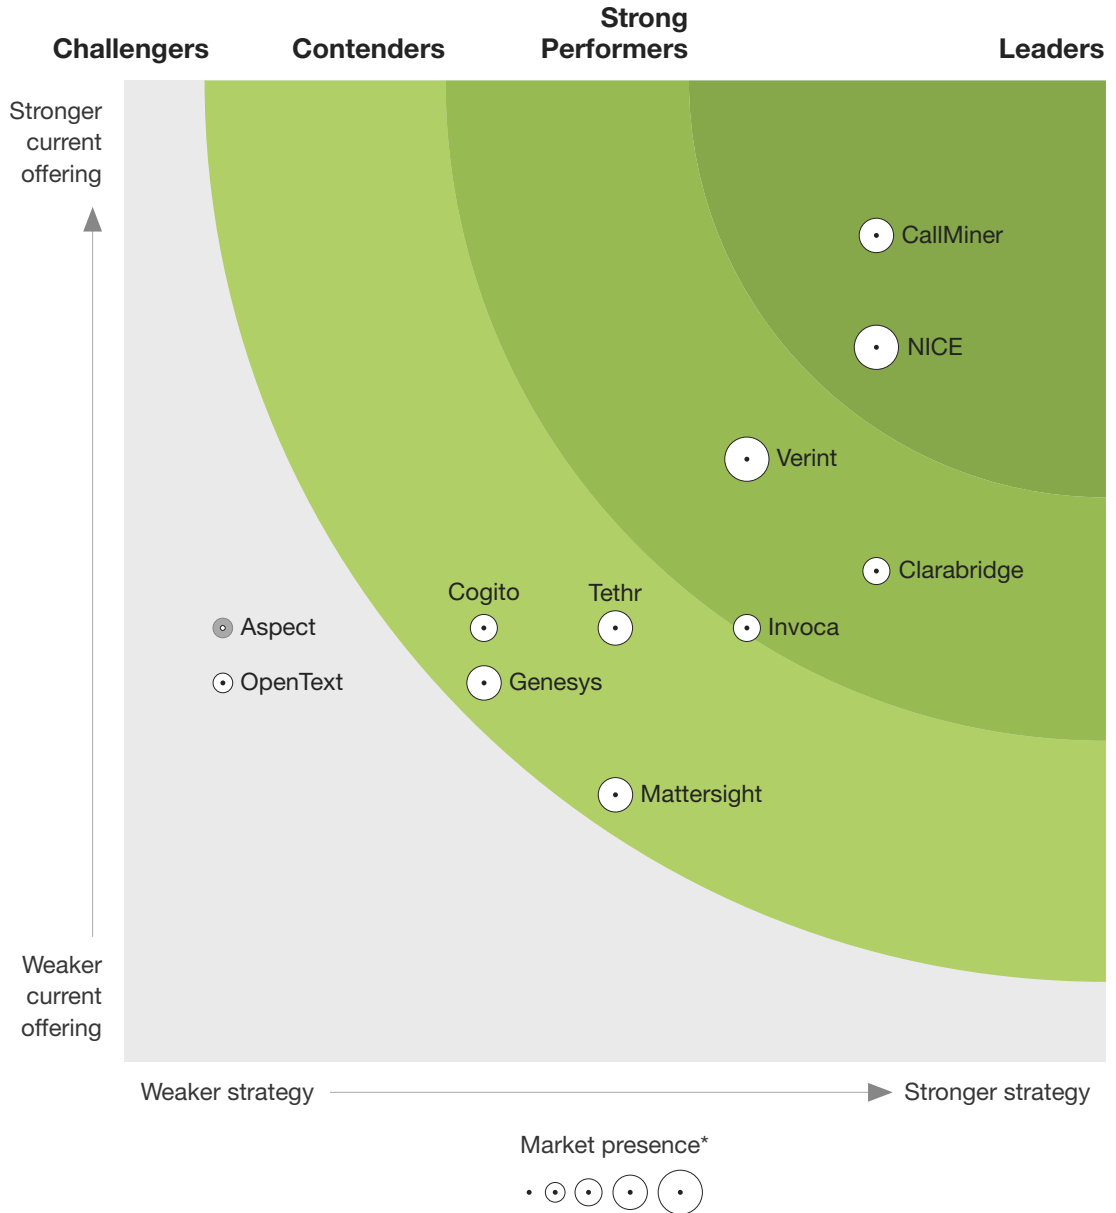 Challengers
Contenders
Strong
Performers
Leaders
Stronger
current
offering
CallMiner
NICE
Verint
Clarabridge
Cogito
Tethr
Aspect
Invoca
OpenText
Genesys
Mattersight
Weaker
current
offering
Weaker strategy
Stronger strategy
Market presence*